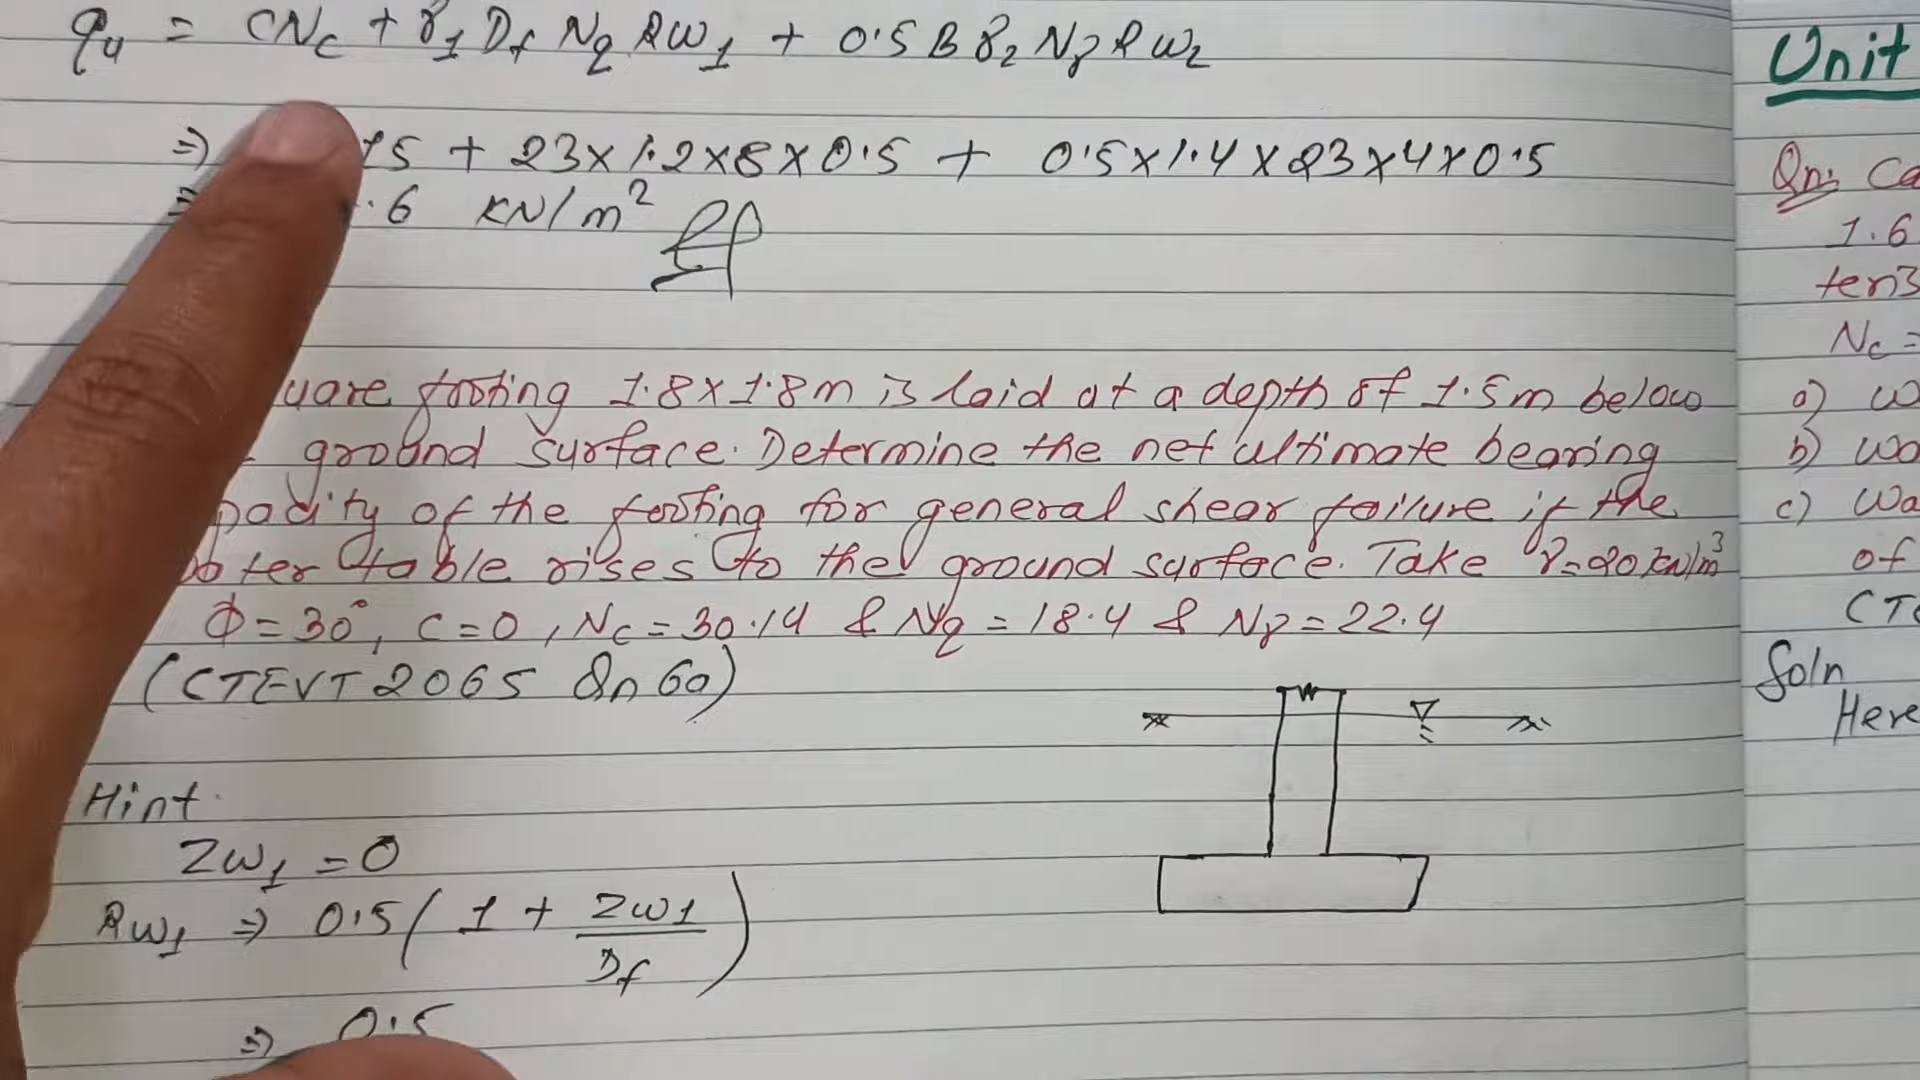 qu = CNc + γ1 Df Nq Rw1 + 0.5 B γ2 Nγ Rw2
⇒ 15 + 23×1.2×8×0.5 + 0.5×1.4×23×4×0.5
.6 KN/m²
uare footing 1.8×1.8m is laid at a depth of 1.5m below
ground surface. Determine the net ultimate bearing
pacity of the footing for general shear failure if the
ter table rises to the ground surface. Take γ=20 KN/m³
Φ=30°, C=0, Nc=30.14 & Nq=18.4 & Nγ=22.4
(CTEVT 2065 Qn 6a)
Hint
Zw1 = 0
Rw1 ⇒ 0.5(1 + Zw1/Df)
⇒ 0.5
Unit
Qn: Ca
1.6
Nc =
a) w
b) wa
c) wa
of
CTE
Soln
Here